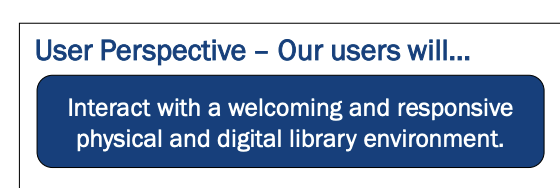 User Perspective – Our users will...
Interact with a welcoming and responsive
physical and digital library environment.